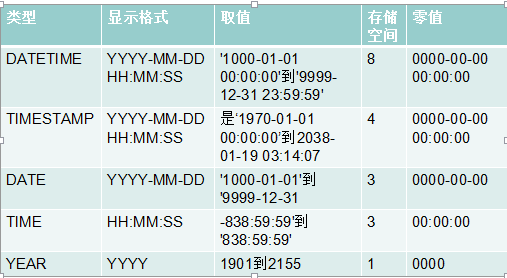 类型 显示格式 取值 存储空间 零值
DATETIME YYYY-MM-DD HH:MM:SS '1000-01-01 00:00:00'到'9999-12-31 23:59:59' 8 0000-00-00 00:00:00
TIMESTAMP YYYY-MM-DD HH:MM:SS 是'1970-01-01 00:00:00'到2038-01-19 03:14:07 4 0000-00-00 00:00:00
DATE YYYY-MM-DD '1000-01-01'到'9999-12-31 3 0000-00-00
TIME HH:MM:SS -838:59:59'到'838:59:59' 3 00:00:00
YEAR YYYY 1901到2155 1 0000